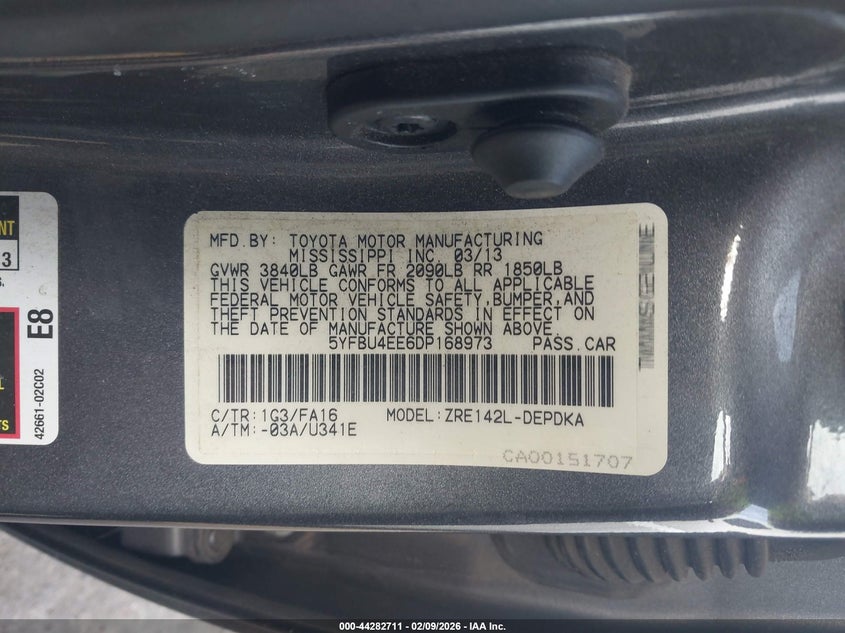 MFD.BY: TOYOTA MOTOR MANUFACTURING
MISSISSIPPI INC. 03/13
GVWR 3840LB GAWR FR 2090LB RR 1850LB
THIS VEHICLE CONFORMS TO ALL APPLICABLE
FEDERAL MOTOR VEHICLE SAFETY,BUMPER,AND
THEFT PREVENTION STANDARDS IN EFFECT ON
THE DATE OF MANUFACTURE SHOWN ABOVE.
5YFBU4EE6DP168973 PASS.CAR
C/TR:1G3/FA16 MODEL:ZRE142L-DEPDKA
A/TM:-03A/U341E
CA00151707
NT
3
s.
L
TS
E8
42661-02C02
000-44282711 - 02/09/2026 - IAA Inc.